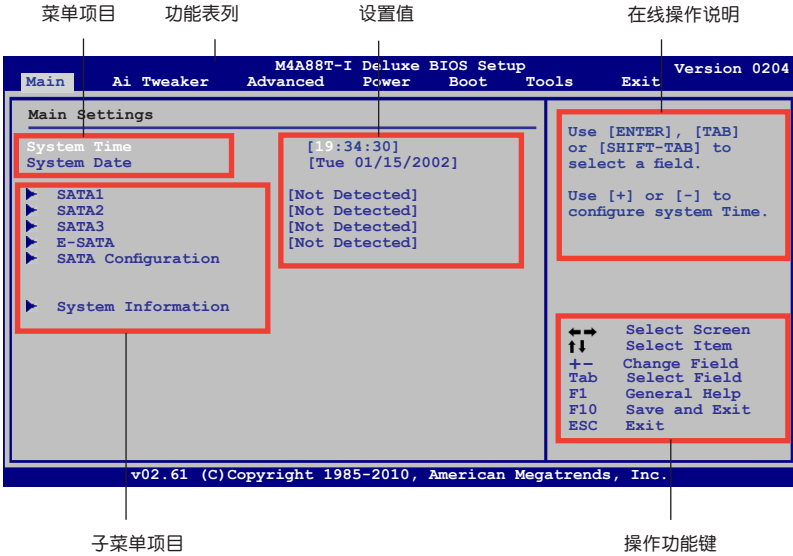 菜单项目 功能表列 设置值 在线操作说明
M4A88T-I Deluxe BIOS Setup Version 0204
Main Ai Tweaker Advanced Power Boot Tools Exit
Main Settings
System Time [19:34:30]
System Date [Tue 01/15/2002]
SATA1 [Not Detected]
SATA2 [Not Detected]
SATA3 [Not Detected]
E-SATA [Not Detected]
SATA Configuration
System Information
Use [ENTER], [TAB]
or [SHIFT-TAB] to
select a field.
Use [+] or [-] to
configure system Time.
←→ Select Screen
↑↓ Select Item
+- Change Field
Tab Select Field
F1 General Help
F10 Save and Exit
ESC Exit
v02.61 (C)Copyright 1985-2010, American Megatrends, Inc.
子菜单项目 操作功能键